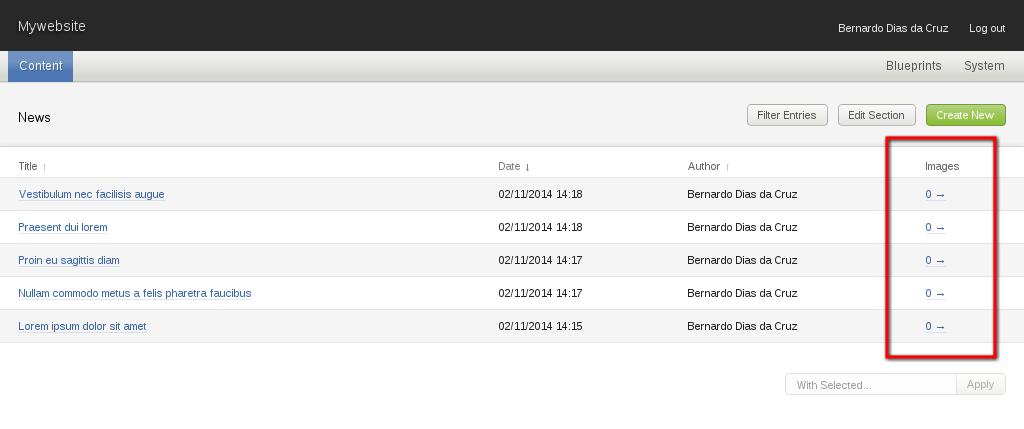 Mywebsite
Bernardo Dias da Cruz Log out
Content Blueprints System
News Filter Entries Edit Section Create New
Title ↑ Date ↓ Author ↑ Images
Vestibulum nec facilisis augue 02/11/2014 14:18 Bernardo Dias da Cruz 0 →
Praesent dui lorem 02/11/2014 14:18 Bernardo Dias da Cruz 0 →
Proin eu sagittis diam 02/11/2014 14:17 Bernardo Dias da Cruz 0 →
Nullam commodo metus a felis pharetra faucibus 02/11/2014 14:17 Bernardo Dias da Cruz 0 →
Lorem ipsum dolor sit amet 02/11/2014 14:15 Bernardo Dias da Cruz 0 →
With Selected... Apply